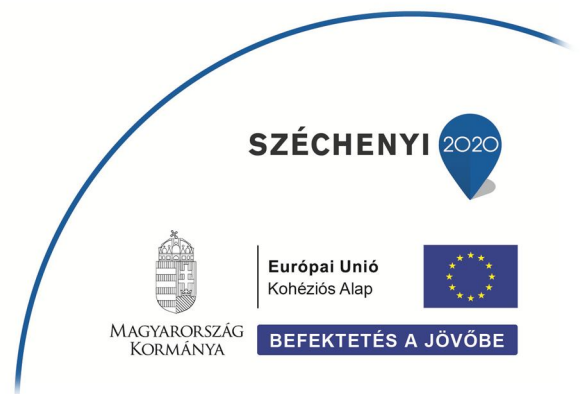 SZÉCHENYI 2020
Európai Unió
Kohéziós Alap
MAGYARORSZÁG
KORMÁNYA
BEFEKTETÉS A JÖVŐBE